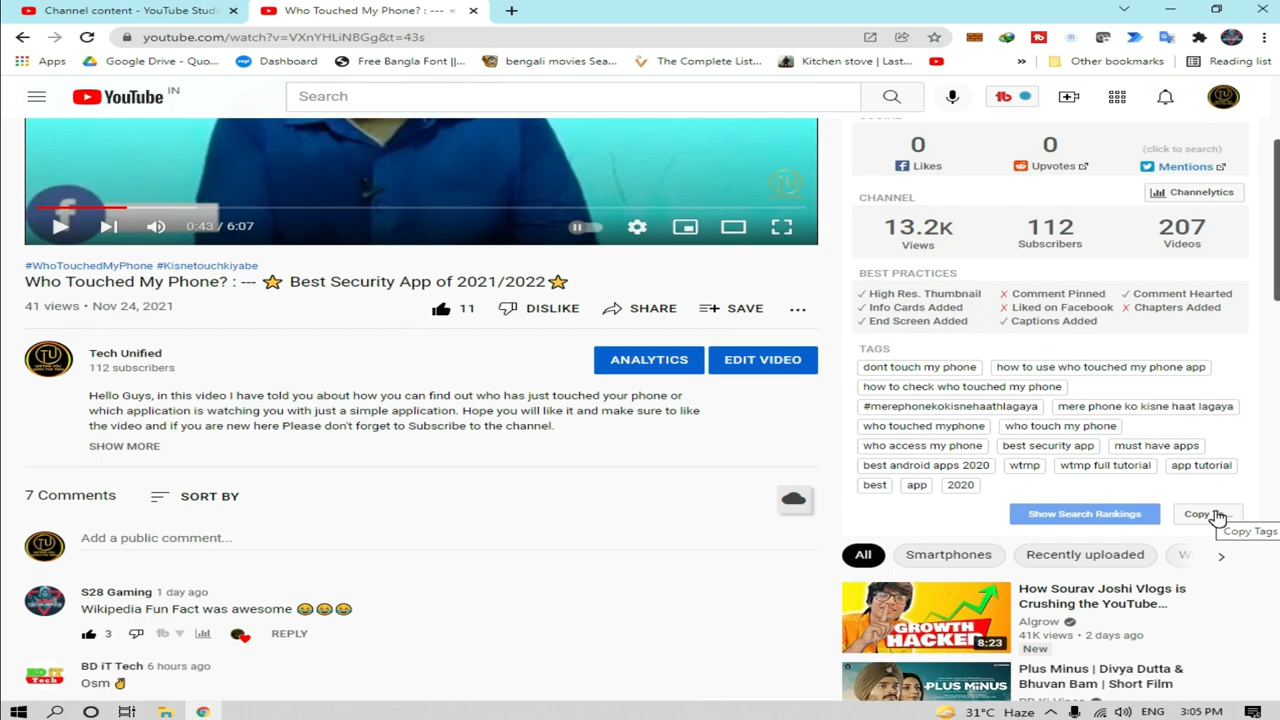 Channel content - YouTube Studi
Who Touched My Phone? : ---
youtube.com/watch?v=VXnYHLiNBGg&t=43s
Apps
Google Drive - Quo...
Dashboard
Free Bangla Font ||...
bengali movies Sea...
The Complete List...
Kitchen stove | Last...
»
Other bookmarks
Reading list
YouTube IN
Search
0
0
(click to search)
Likes
Upvotes
Mentions
CHANNEL
Channelytics
13.2K
112
207
Views
Subscribers
Videos
BEST PRACTICES
✓ High Res. Thumbnail ✗ Comment Pinned ✓ Comment Hearted
✓ Info Cards Added ✗ Liked on Facebook ✗ Chapters Added
✓ End Screen Added ✓ Captions Added
TAGS
dont touch my phone how to use who touched my phone app
how to check who touched my phone
#merephonekokisnehaathlagaya mere phone ko kisne haat lagaya
who touched myphone who touch my phone
who access my phone best security app must have apps
best android apps 2020 wtmp wtmp full tutorial app tutorial
best app 2020
Show Search Rankings
Copy
Copy Tags
0:43 / 6:07
#WhoTouchedMyPhone #Kisnetouchkiyabe
Who Touched My Phone? : --- ⭐ Best Security App of 2021/2022⭐
41 views • Nov 24, 2021
11 DISLIKE SHARE SAVE ...
Tech Unified
112 subscribers
ANALYTICS
EDIT VIDEO
Hello Guys, in this video I have told you about how you can find out who has just touched your phone or
which application is watching you with just a simple application. Hope you will like it and make sure to like
the video and if you are new here Please don't forget to Subscribe to the channel.
SHOW MORE
7 Comments
SORT BY
Add a public comment...
S28 Gaming 1 day ago
Wikipedia Fun Fact was awesome 😂😂😂
3
REPLY
BD iT Tech 6 hours ago
Osm ✌
BD iT
Tech
All
Smartphones
Recently uploaded
GROWTH
HACKER
8:23
How Sourav Joshi Vlogs is
Crushing the YouTube...
Algrow
41K views • 2 days ago
New
PLUS MINUS
Plus Minus | Divya Dutta &
Bhuvan Bam | Short Film
31°C Haze
ENG
3:05 PM